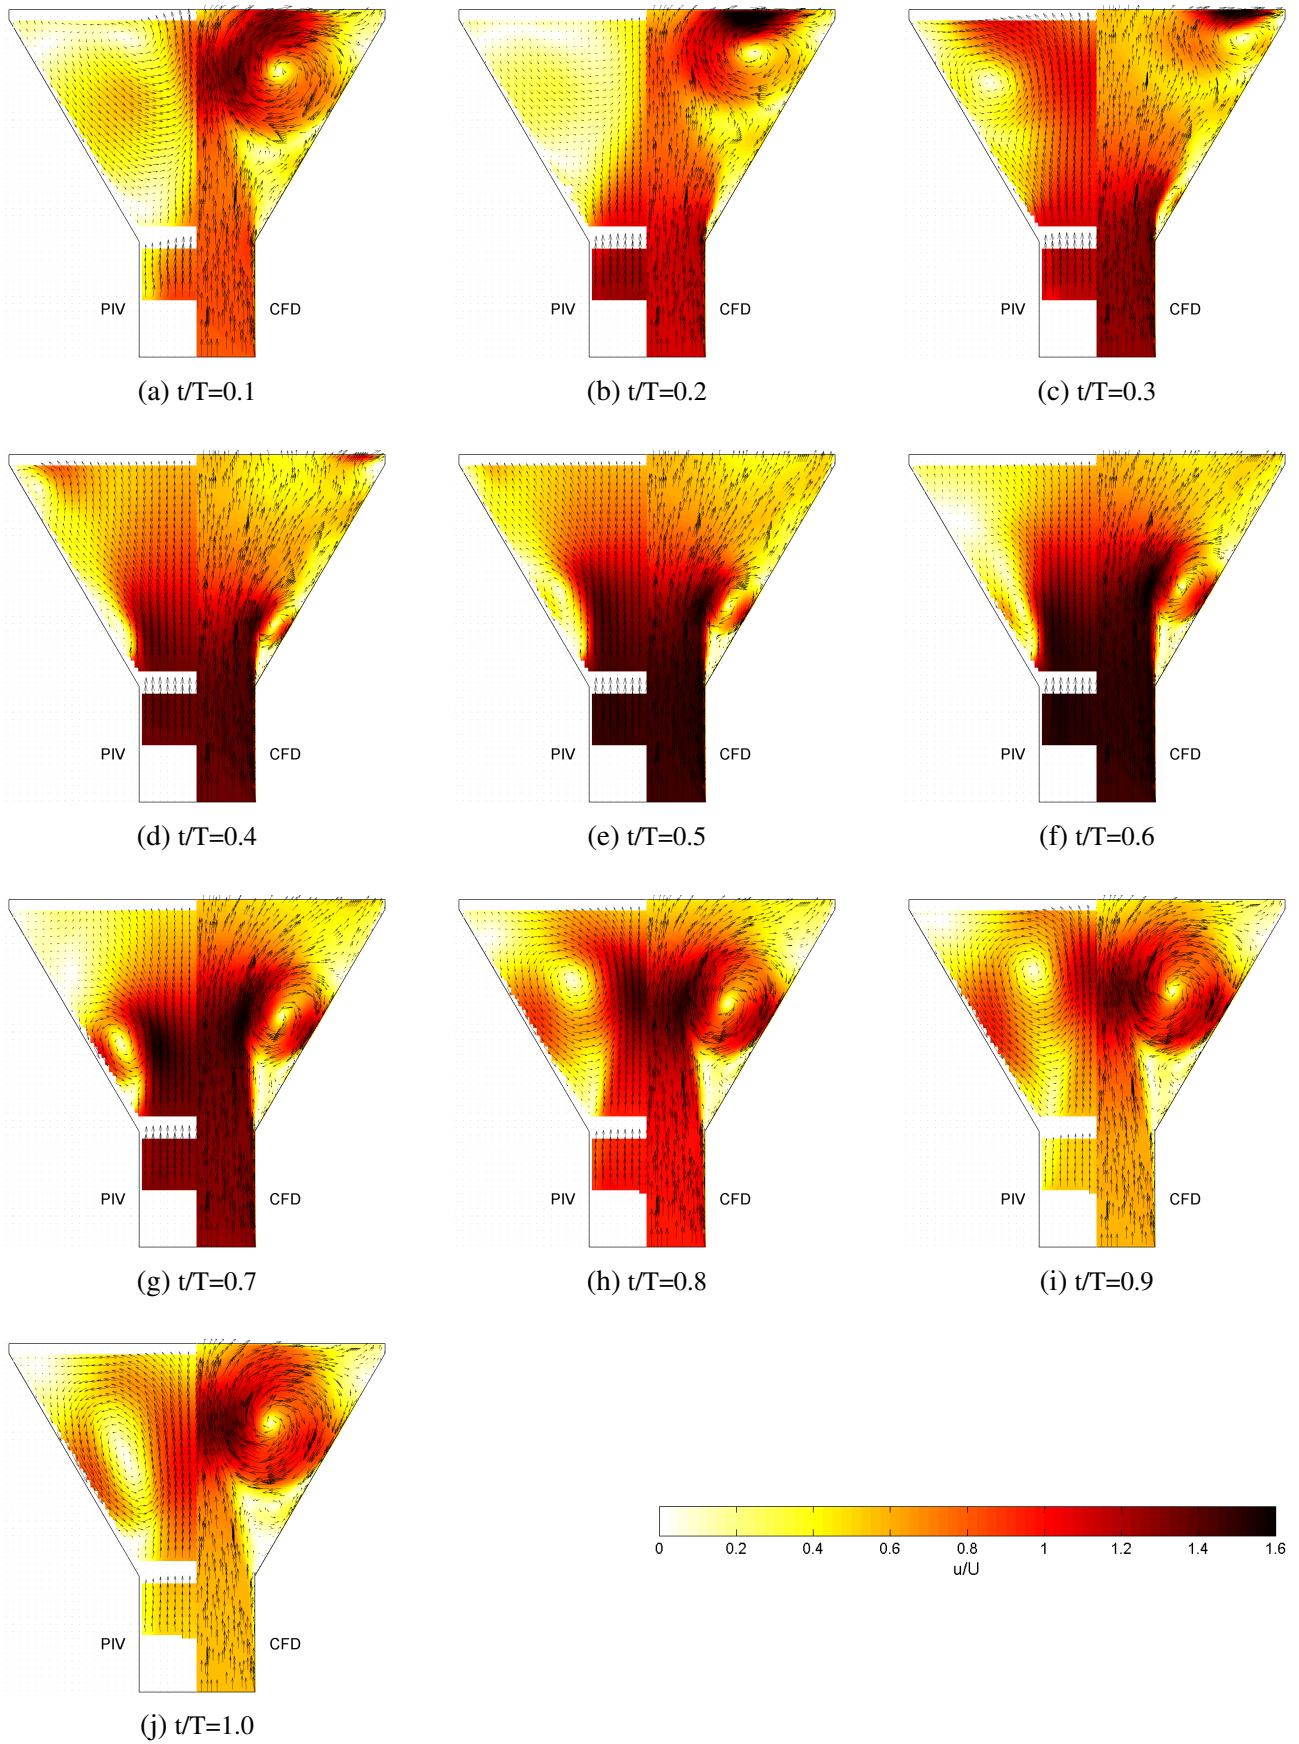 PIV CFD
PIV CFD
PIV CFD
(a) t/T=0.1
(b) t/T=0.2
(c) t/T=0.3
PIV CFD
PIV CFD
PIV CFD
(d) t/T=0.4
(e) t/T=0.5
(f) t/T=0.6
PIV CFD
PIV CFD
PIV CFD
(g) t/T=0.7
(h) t/T=0.8
(i) t/T=0.9
0 0.2 0.4 0.6 0.8 1 1.2 1.4 1.6
u/U
PIV CFD
(j) t/T=1.0